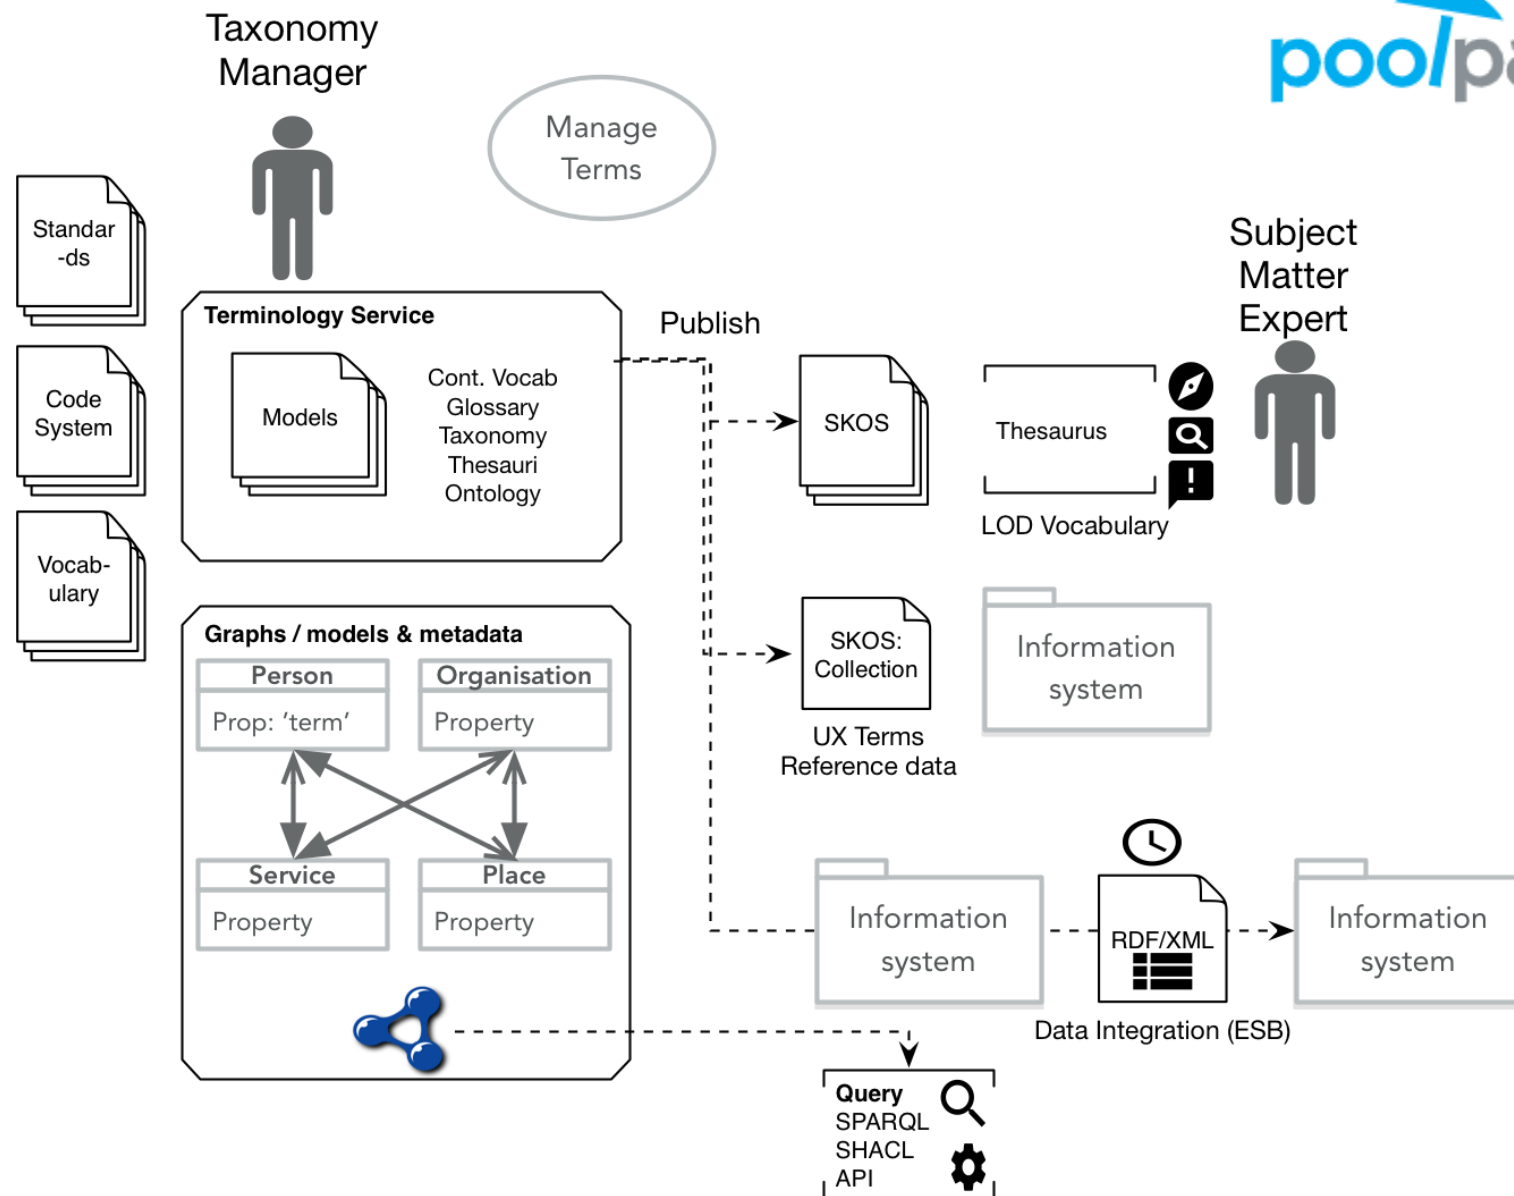 Taxonomy
Manager
poolpa
Manage
Terms
Standar
-ds
Subject
Matter
Expert
Terminology Service
Publish
Models
Cont. Vocab
Glossary
Taxonomy
Thesauri
Ontology
Code
System
SKOS
Thesaurus
LOD Vocabulary
Vocab-
ulary
Graphs / models & metadata
Person
Prop: ‘term’
Organisation
Property
SKOS:
Collection
UX Terms
Reference data
Information
system
Service
Property
Place
Property
Information
system
RDF/XML
Data Integration (ESB)
Information
system
Query
SPARQL
SHACL
API